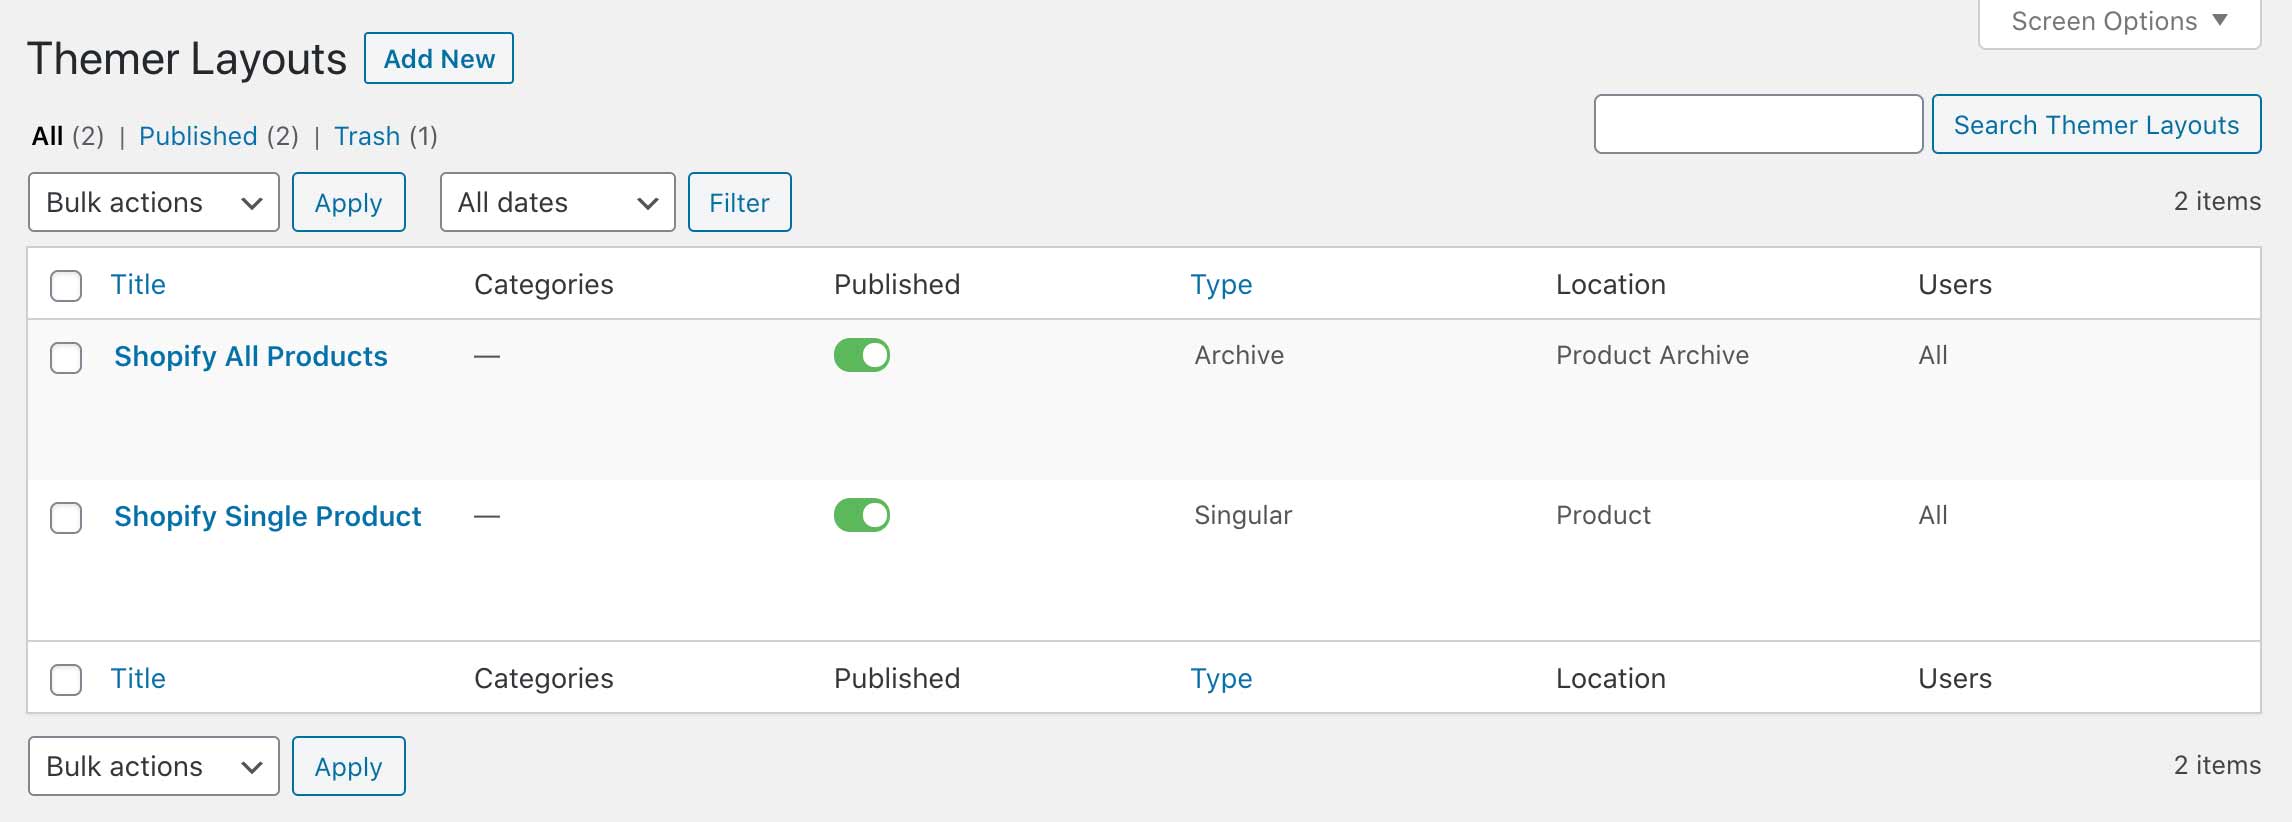 Screen Options
Themer Layouts Add New
Search Themer Layouts
All (2) | Published (2) | Trash (1)
Bulk actions Apply All dates Filter 2 items
Title Categories Published Type Location Users
Shopify All Products — Archive Product Archive All
Shopify Single Product — Singular Product All
Title Categories Published Type Location Users
Bulk actions Apply 2 items